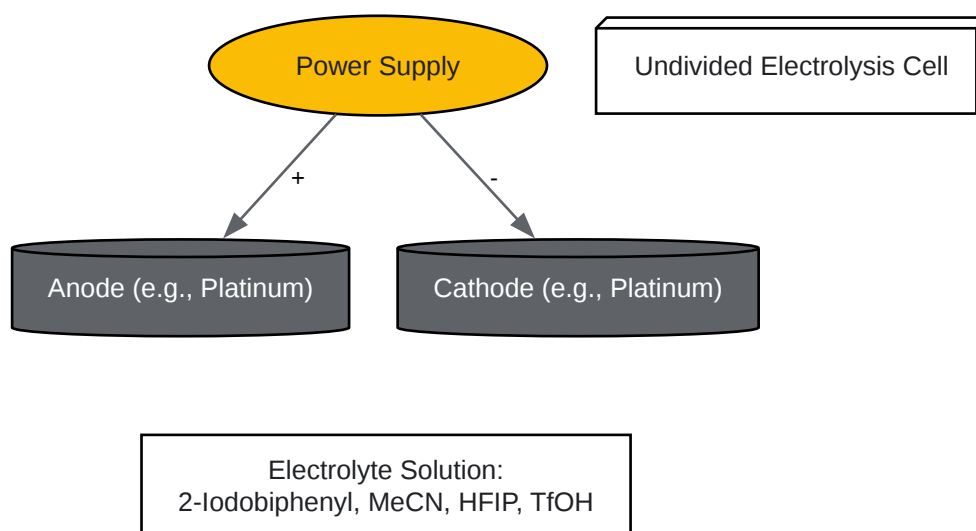 Power Supply
Undivided Electrolysis Cell
+
-
Anode (e.g., Platinum)
Cathode (e.g., Platinum)
Electrolyte Solution:
2-Iodobiphenyl, MeCN, HFIP, TfOH